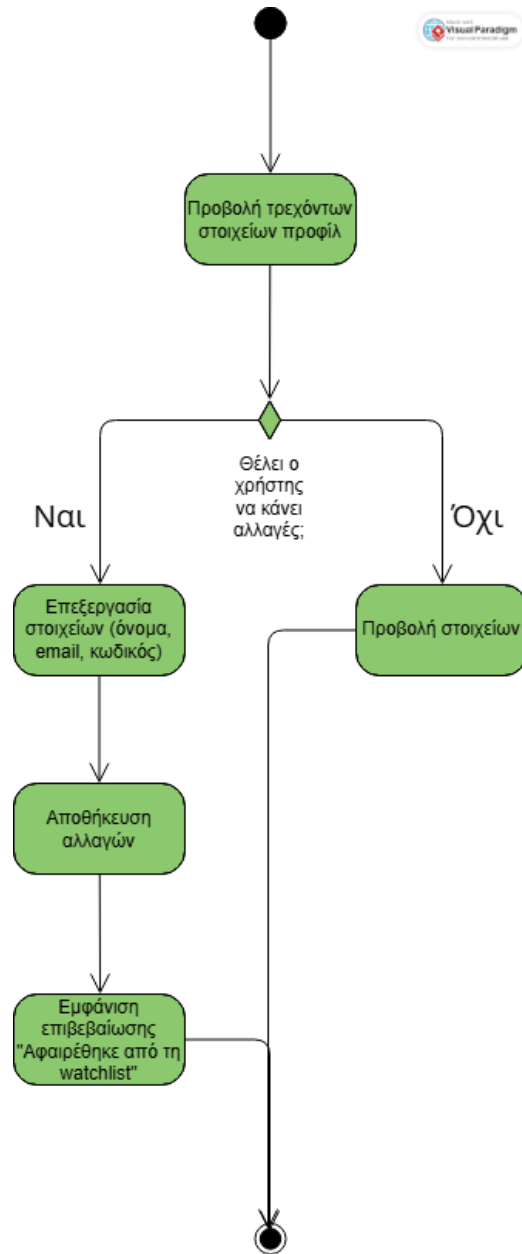 Visual Paradigm
Προβολή τρεχόντων
στοιχείων προφίλ
Θέλει ο
χρήστης
να κάνει
αλλαγές;
Ναι
Όχι
Επεξεργασία
στοιχείων (όνομα,
email, κωδικός)
Προβολή στοιχείων
Αποθήκευση
αλλαγών
Εμφάνιση
επιβεβαίωσης
"Αφαιρέθηκε από τη
watchlist"